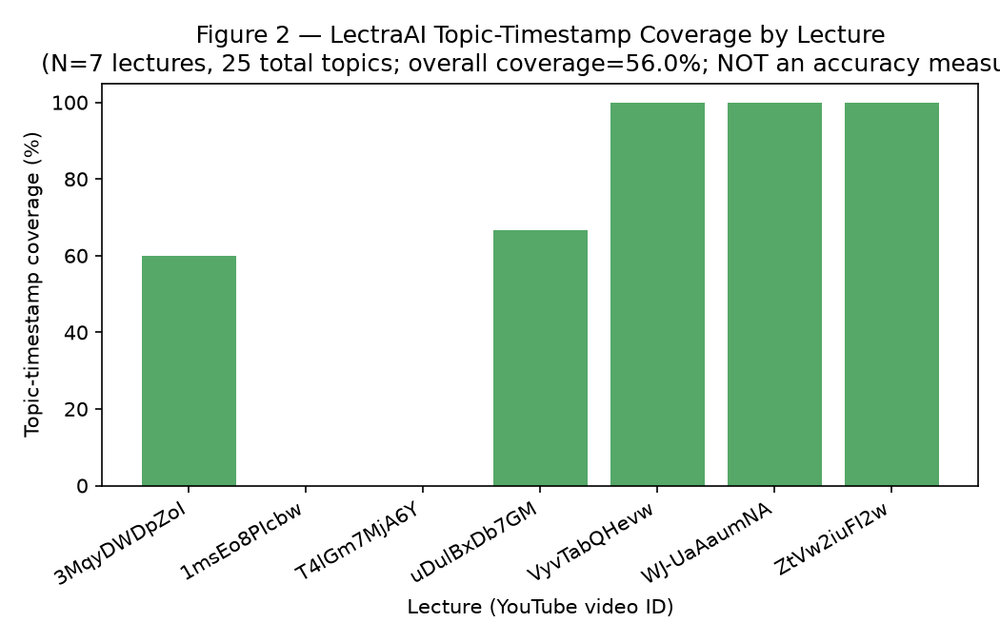 Figure 2 — LectraAI Topic-Timestamp Coverage by Lecture
(N=7 lectures, 25 total topics; overall coverage=56.0%; NOT an accuracy measu
100
80
60
40
20
0
Topic-timestamp coverage (%)
3MqyDWDpZoI
1msEo8PIcbw
T4lGm7MjA6Y
uDulBxDb7GM
VyvTabQHevw
WJ-UaAaumNA
ZtVw2iuFI2w
Lecture (YouTube video ID)